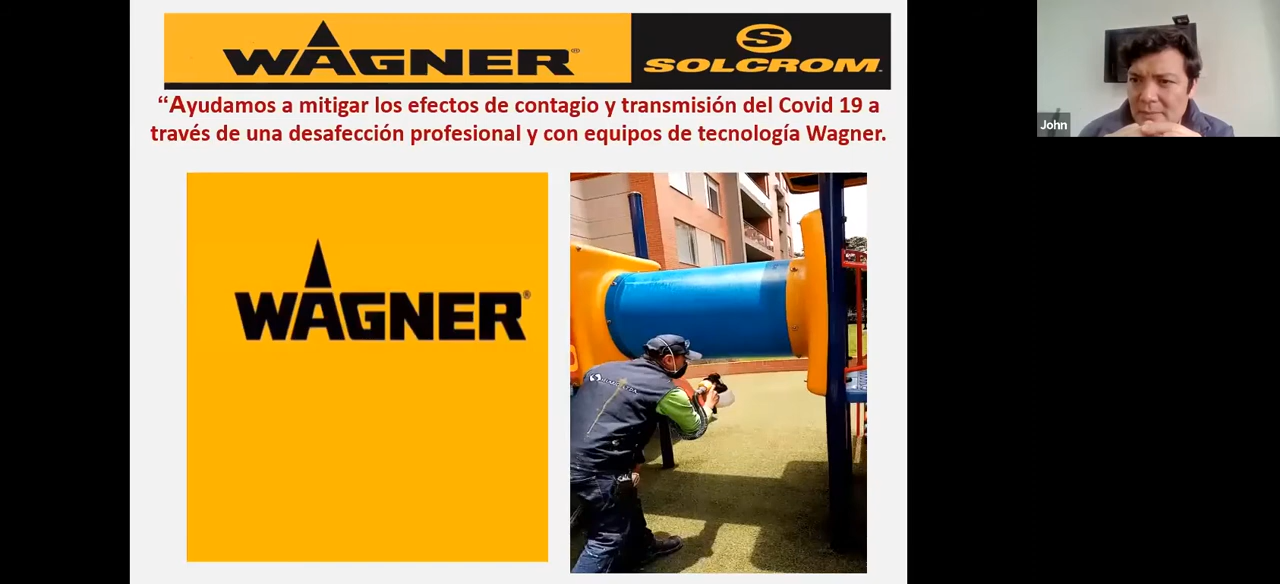 WAGNER®
SOLCROM.
“Ayudamos a mitigar los efectos de contagio y transmisión del Covid 19 a
través de una desafección profesional y con equipos de tecnología Wagner.
WAGNER®
John